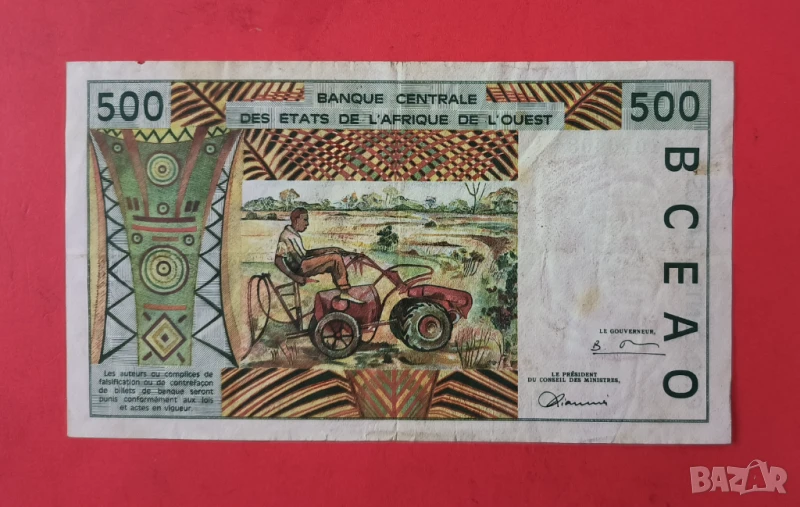 500
BANQUE CENTRALE
DES ETATS DE L'AFRIQUE DE L'OUEST
500
BCEAO
LE GOUVERNEUR,
LE PRÉSIDENT
DU CONSEIL DES MINISTRES,
Les auteurs ou complices de
falsification ou de contrefaçon
de billets de banque seront
punis conformément aux lois
et actes en vigueur.
BAZAR